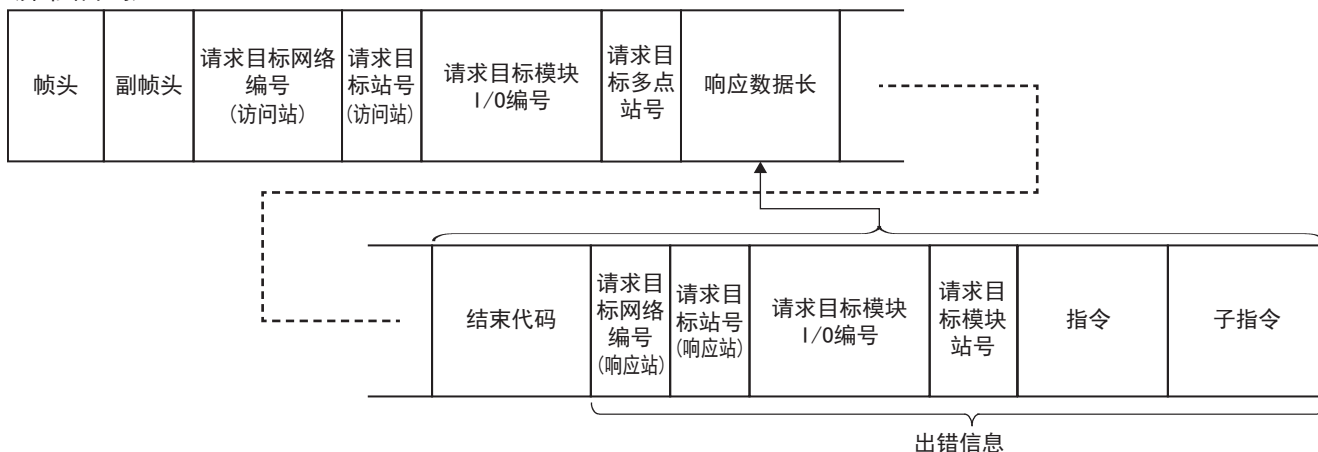 帧头
副帧头
请求目标网络
编号
(访问站)
请求目
标站号
(访问站)
请求目标模块
I/O编号
请求目
标多点
站号
响应数据长
结束代码
请求目
标网络
编号
(响应站)
请求目
标站号
(响应站)
请求目标模块
I/O编号
请求目
标模块
站号
指令
子指令
出错信息